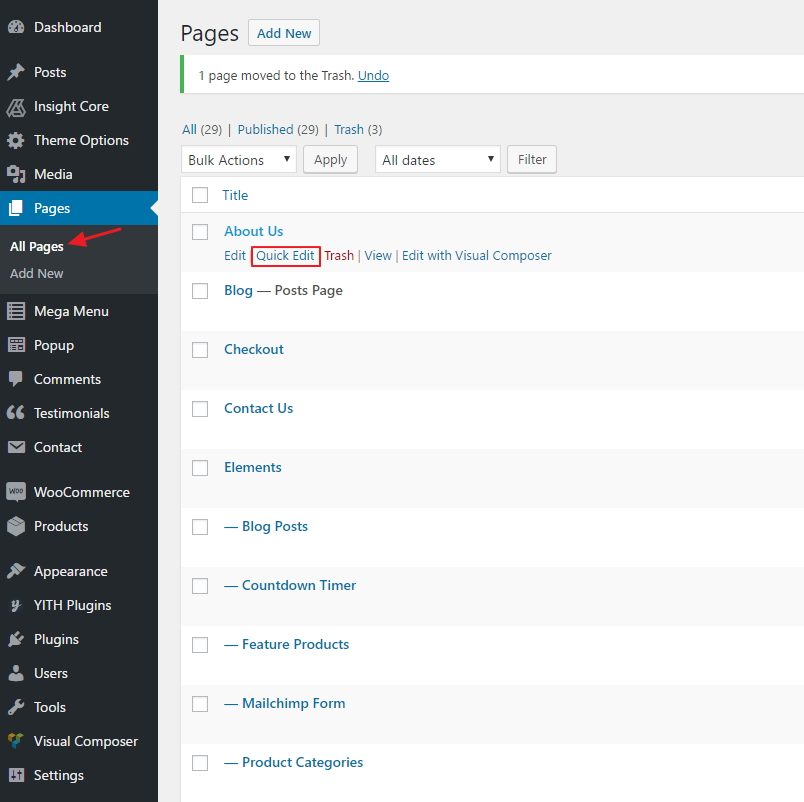 Dashboard
Posts
Insight Core
Theme Options
Media
Pages
All Pages
Add New
Mega Menu
Popup
Comments
Testimonials
Contact
WOO WooCommerce
Products
Appearance
YITH Plugins
Plugins
Users
Tools
Visual Composer
Settings
Pages Add New
1 page moved to the Trash. Undo
All (29) | Published (29) | Trash (3)
Bulk Actions Apply All dates Filter
Title
About Us
Edit Quick Edit Trash | View | Edit with Visual Composer
Blog — Posts Page
Checkout
Contact Us
Elements
— Blog Posts
— Countdown Timer
— Feature Products
— Mailchimp Form
— Product Categories